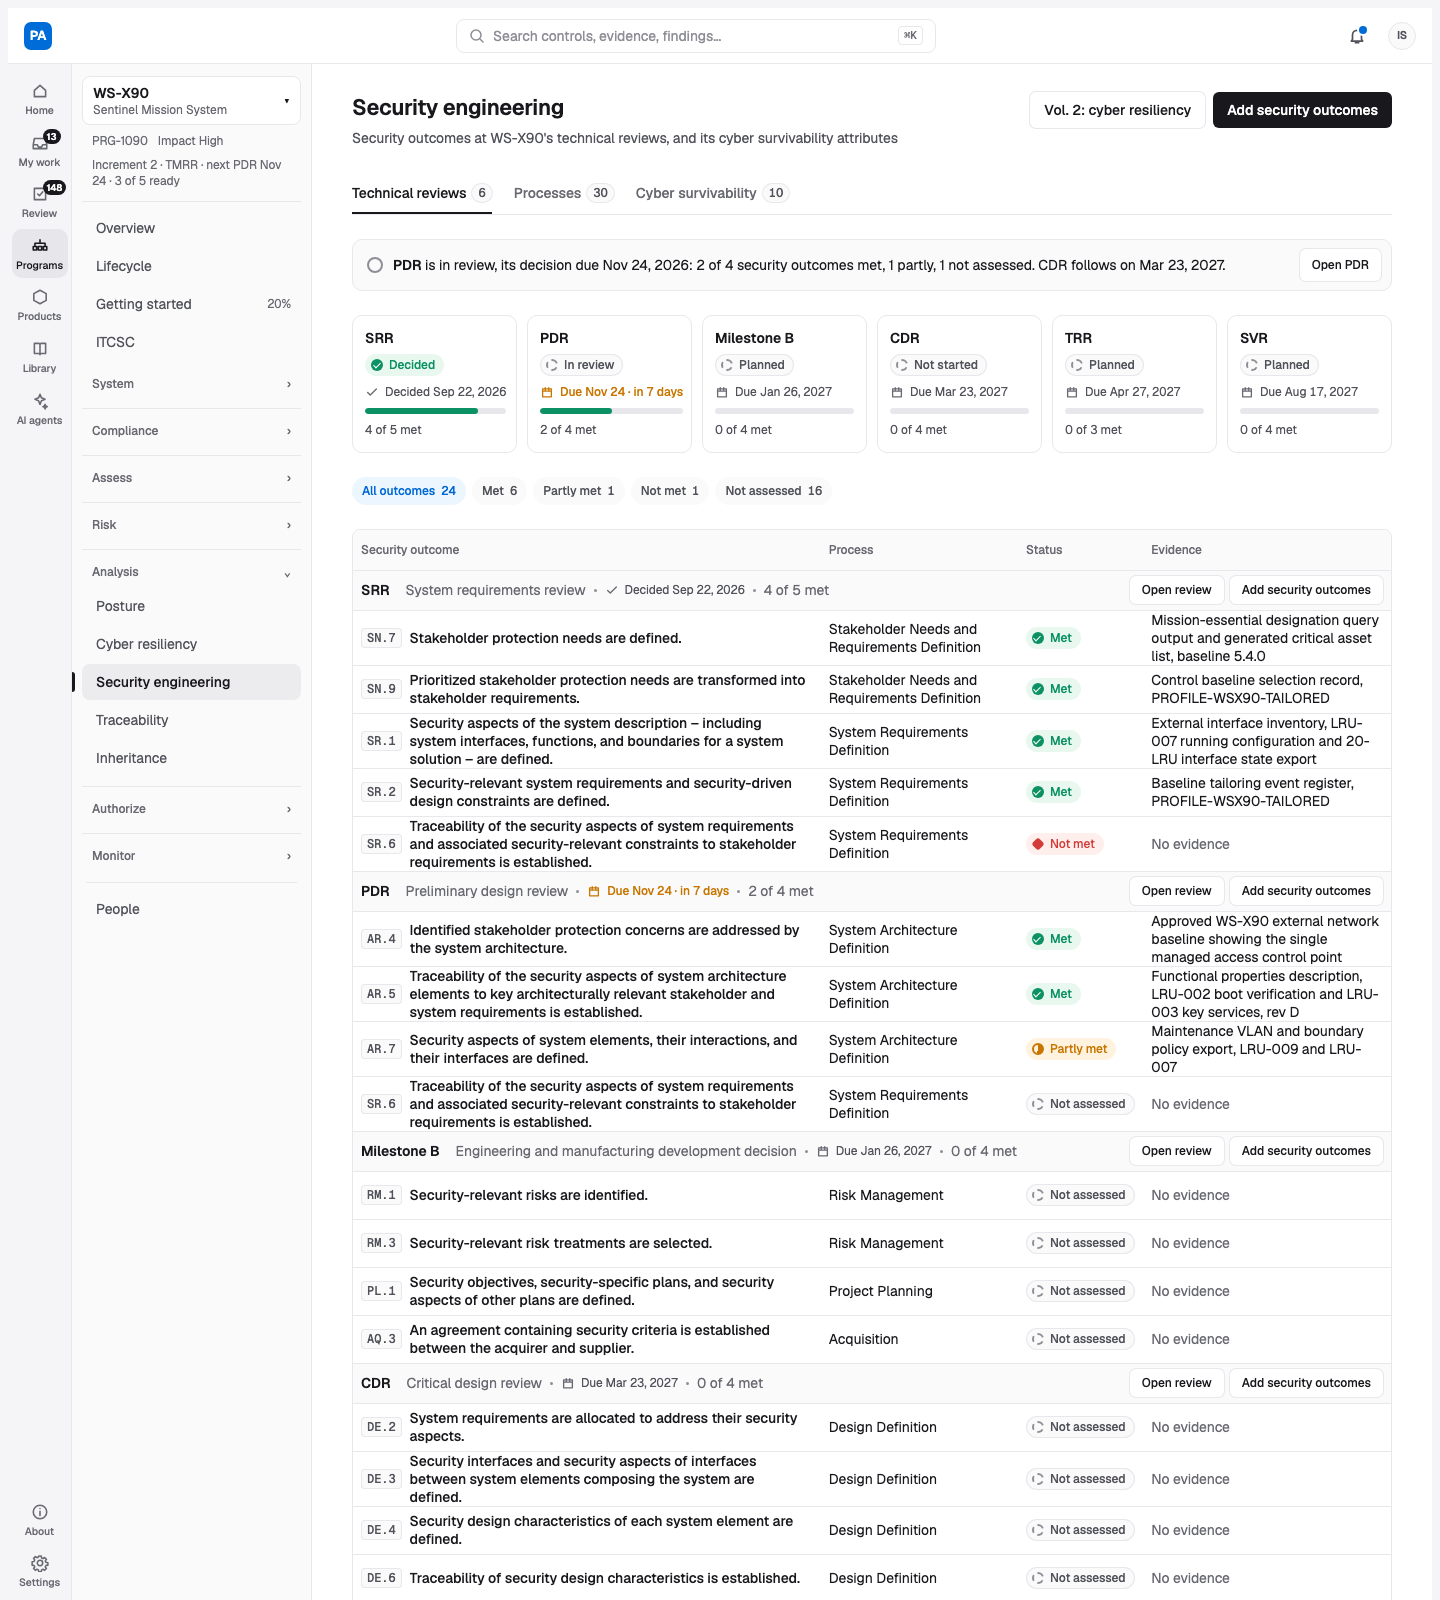 PA
Search controls, evidence, findings...
⌘K
IS
Home
13
My work
148
Review
Programs
Products
Library
AI agents
About
Settings
WS-X90
Sentinel Mission System
PRG-1090 Impact High
Increment 2 · TMRR · next PDR Nov
24 · 3 of 5 ready
Overview
Lifecycle
Getting started 20%
ITCSC
System
Compliance
Assess
Risk
Analysis
Posture
Cyber resiliency
Security engineering
Traceability
Inheritance
Authorize
Monitor
People
Security engineering
Security outcomes at WS-X90's technical reviews, and its cyber survivability attributes
Vol. 2: cyber resiliency
Add security outcomes
Technical reviews 6
Processes 30
Cyber survivability 10
PDR is in review, its decision due Nov 24, 2026: 2 of 4 security outcomes met, 1 partly, 1 not assessed. CDR follows on Mar 23, 2027.
Open PDR
SRR
Decided
Decided Sep 22, 2026
4 of 5 met
PDR
In review
Due Nov 24 · in 7 days
2 of 4 met
Milestone B
Planned
Due Jan 26, 2027
0 of 4 met
CDR
Not started
Due Mar 23, 2027
0 of 4 met
TRR
Planned
Due Apr 27, 2027
0 of 3 met
SVR
Planned
Due Aug 17, 2027
0 of 4 met
All outcomes 24
Met 6
Partly met 1
Not met 1
Not assessed 16
Security outcome Process Status Evidence
SRR System requirements review • Decided Sep 22, 2026 • 4 of 5 met
Open review
Add security outcomes
SN.7
Stakeholder protection needs are defined.
Stakeholder Needs and
Requirements Definition
Met
Mission-essential designation query
output and generated critical asset
list, baseline 5.4.0
SN.9
Prioritized stakeholder protection needs are transformed into
stakeholder requirements.
Stakeholder Needs and
Requirements Definition
Met
Control baseline selection record,
PROFILE-WSX90-TAILORED
SR.1
Security aspects of the system description – including
system interfaces, functions, and boundaries for a system
solution – are defined.
System Requirements
Definition
Met
External interface inventory, LRU-
007 running configuration and 20-
LRU interface state export
SR.2
Security-relevant system requirements and security-driven
design constraints are defined.
System Requirements
Definition
Met
Baseline tailoring event register,
PROFILE-WSX90-TAILORED
SR.6
Traceability of the security aspects of system requirements
and associated security-relevant constraints to stakeholder
requirements is established.
System Requirements
Definition
Not met
No evidence
PDR Preliminary design review • Due Nov 24 · in 7 days • 2 of 4 met
Open review
Add security outcomes
AR.4
Identified stakeholder protection concerns are addressed by
the system architecture.
System Architecture
Definition
Met
Approved WS-X90 external network
baseline showing the single
managed access control point
AR.5
Traceability of the security aspects of system architecture
elements to key architecturally relevant stakeholder and
system requirements is established.
System Architecture
Definition
Met
Functional properties description,
LRU-002 boot verification and LRU-
003 key services, rev D
AR.7
Security aspects of system elements, their interactions, and
their interfaces are defined.
System Architecture
Definition
Partly met
Maintenance VLAN and boundary
policy export, LRU-009 and LRU-
007
SR.6
Traceability of the security aspects of system requirements
and associated security-relevant constraints to stakeholder
requirements is established.
System Requirements
Definition
Not assessed
No evidence
Milestone B Engineering and manufacturing development decision • Due Jan 26, 2027 • 0 of 4 met
Open review
Add security outcomes
RM.1
Security-relevant risks are identified.
Risk Management
Not assessed
No evidence
RM.3
Security-relevant risk treatments are selected.
Risk Management
Not assessed
No evidence
PL.1
Security objectives, security-specific plans, and security
aspects of other plans are defined.
Project Planning
Not assessed
No evidence
AQ.3
An agreement containing security criteria is established
between the acquirer and supplier.
Acquisition
Not assessed
No evidence
CDR Critical design review • Due Mar 23, 2027 • 0 of 4 met
Open review
Add security outcomes
DE.2
System requirements are allocated to address their security
aspects.
Design Definition
Not assessed
No evidence
DE.3
Security interfaces and security aspects of interfaces
between system elements composing the system are
defined.
Design Definition
Not assessed
No evidence
DE.4
Security design characteristics of each system element are
defined.
Design Definition
Not assessed
No evidence
DE.6
Traceability of security design characteristics is established.
Design Definition
Not assessed
No evidence